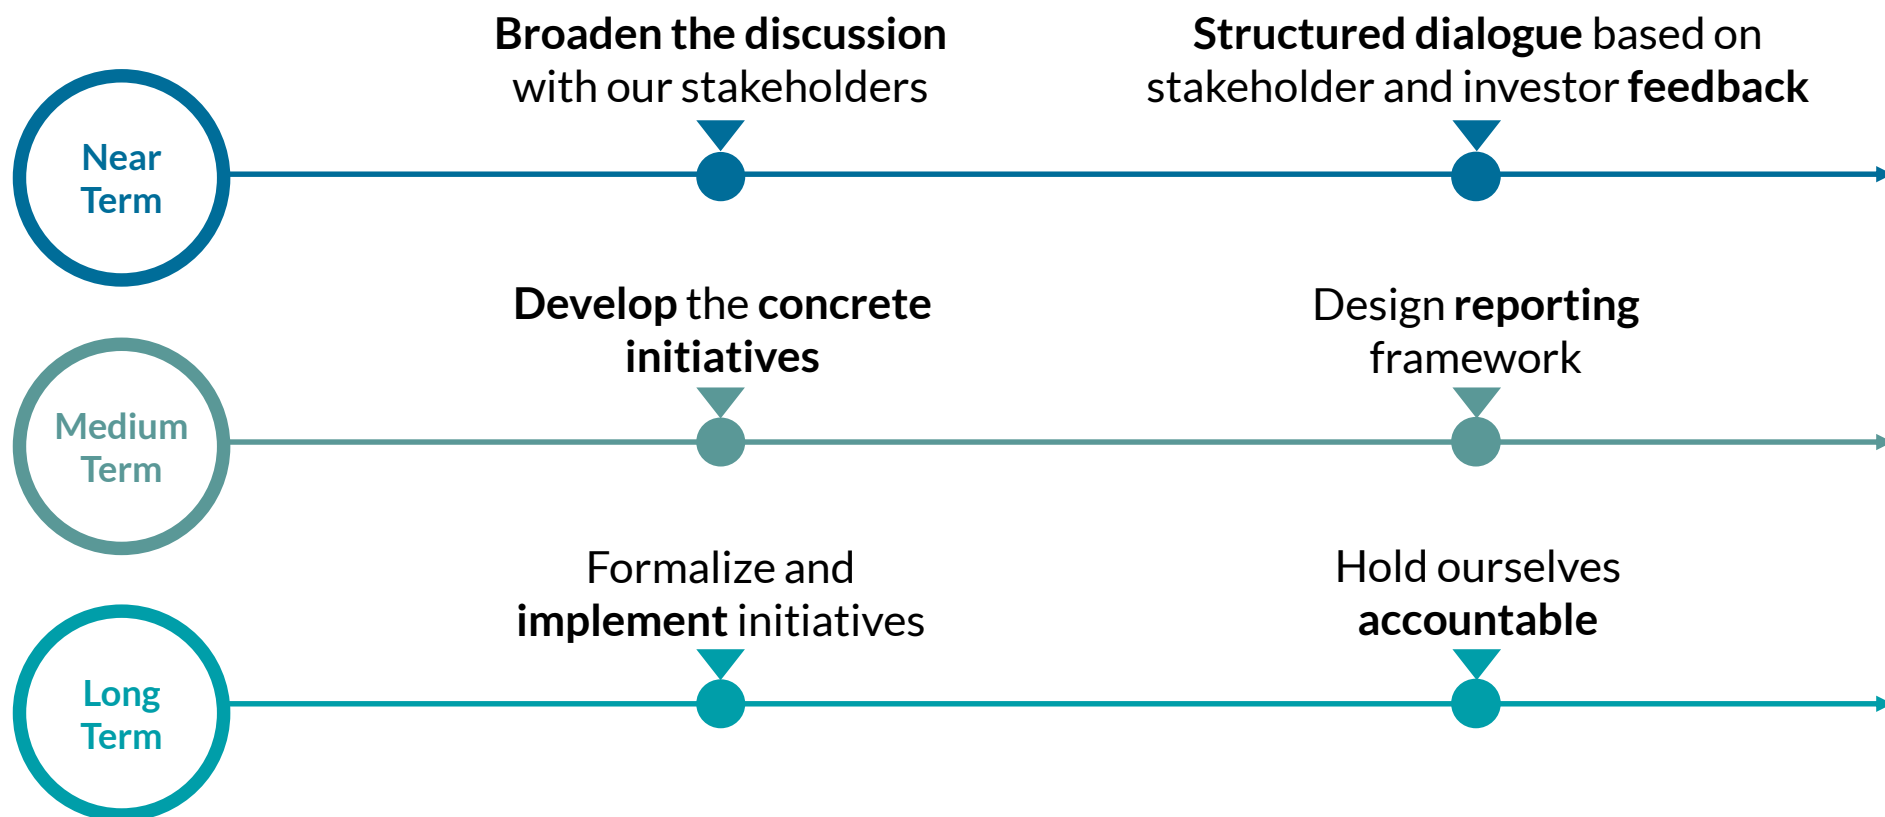 Broaden the discussion
with our stakeholders
Structured dialogue based on
stakeholder and investor feedback
Near
Term
Develop the concrete
initiatives
Design reporting
framework
Medium
Term
Formalize and
implement initiatives
Hold ourselves
accountable
Long
Term